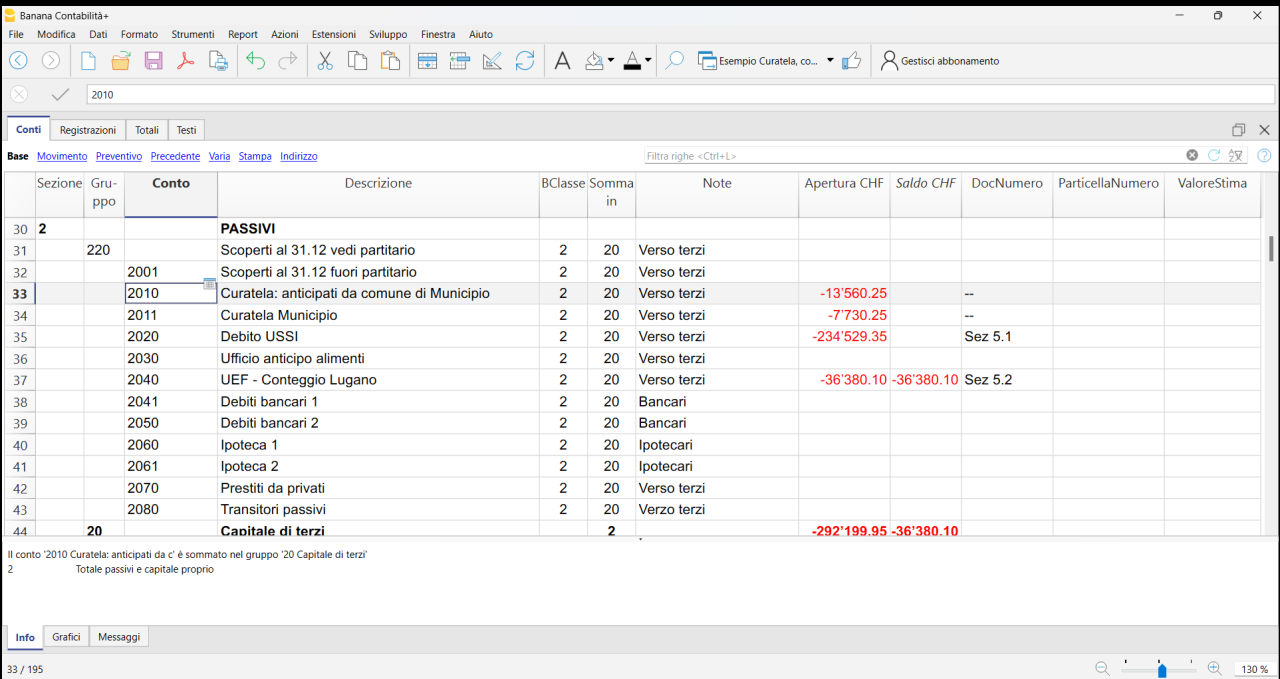 Banana Contabilità+
File Modifica Dati Formato Strumenti Report Azioni Estensioni Sviluppo Finestra Aiuto
Esempio Curatela, co... Gestisci abbonamento
2010
Conti Registrazioni Totali Testi
Base Movimento Preventivo Precedente Varia Stampa Indirizzo Filtra righe <Ctrl+L>
Sezione Gru- Conto Descrizione BClasse Somma Note Apertura CHF Saldo CHF DocNumero ParticellaNumero ValoreStima
ppo in
30 2 PASSIVI
31 220 Scoperti al 31.12 vedi partitario 2 20 Verso terzi
32 2001 Scoperti al 31.12 fuori partitario 2 20 Verso terzi
33 2010 Curatela: anticipati da comune di Municipio 2 20 Verso terzi -13'560.25 --
34 2011 Curatela Municipio 2 20 Verso terzi -7'730.25 --
35 2020 Debito USSI 2 20 Verso terzi -234'529.35 Sez 5.1
36 2030 Ufficio anticipo alimenti 2 20 Verso terzi
37 2040 UEF - Conteggio Lugano 2 20 Verso terzi -36'380.10 -36'380.10 Sez 5.2
38 2041 Debiti bancari 1 2 20 Bancari
39 2050 Debiti bancari 2 2 20 Bancari
40 2060 Ipoteca 1 2 20 Ipotecari
41 2061 Ipoteca 2 2 20 Ipotecari
42 2070 Prestiti da privati 2 20 Verso terzi
43 2080 Transitori passivi 2 20 Verzo terzi
44 20 Capitale di terzi 2 -292'199.95 -36'380.10
Il conto '2010 Curatela: anticipati da c' é sommato nel gruppo '20 Capitale di terzi'
2 Totale passivi e capitale proprio
Info Grafici Messaggi
33 / 195 130 %